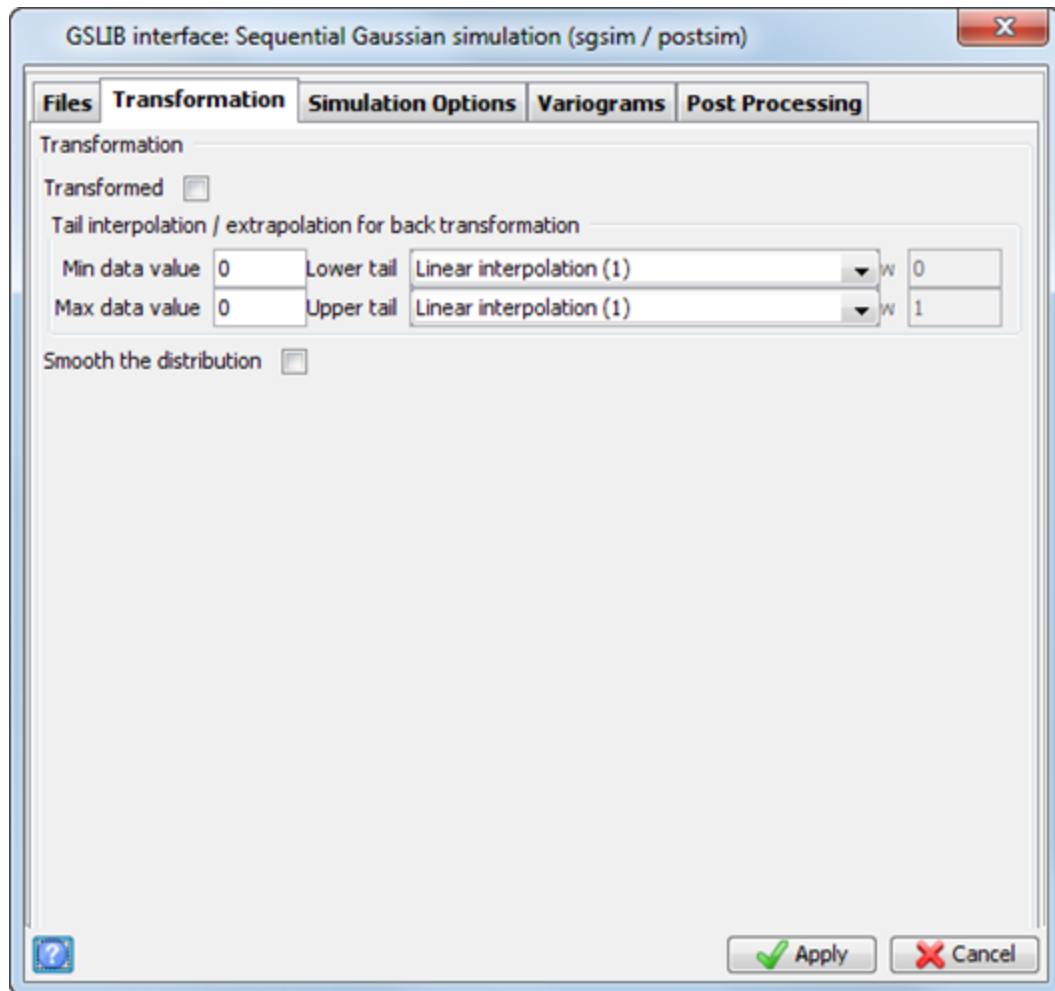 GSLIB interface: Sequential Gaussian simulation (sgsim / postsim)
Files Transformation Simulation Options Variograms Post Processing
Transformation
Transformed
Tail interpolation / extrapolation for back transformation
Min data value 0 Lower tail Linear interpolation (1) w 0
Max data value 0 Upper tail Linear interpolation (1) w 1
Smooth the distribution
? Apply Cancel